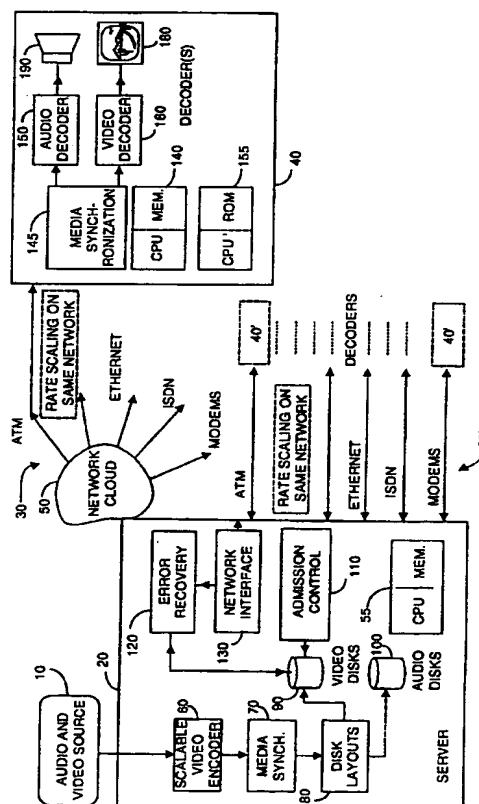 10
AUDIO AND
VIDEO SOURCE
20
60
SCALABLE
VIDEO
ENCODER
70
MEDIA
SYNCH.
DISK
LAYOUTS
80
120
ERROR
RECOVERY
NETWORK
INTERFACE
130
ADMISSION
CONTROL
110
90
VIDEO
DISKS
100
AUDIO
DISKS
55
CPU
MEM.
SERVER
30
50
NETWORK
CLOUD
ATM
RATE SCALING ON
SAME NETWORK
ETHERNET
ISDN
MODEMS
ATM
RATE SCALING ON
SAME NETWORK
ETHERNET
ISDN
MODEMS
40'
DECODERS
40'
145
MEDIA
SYNCH-
RONIZATION
150
AUDIO
DECODER
VIDEO
DECODER
160
190
180
CPU
MEM.
140
CPU'
ROM
155
DECODER(S)
40